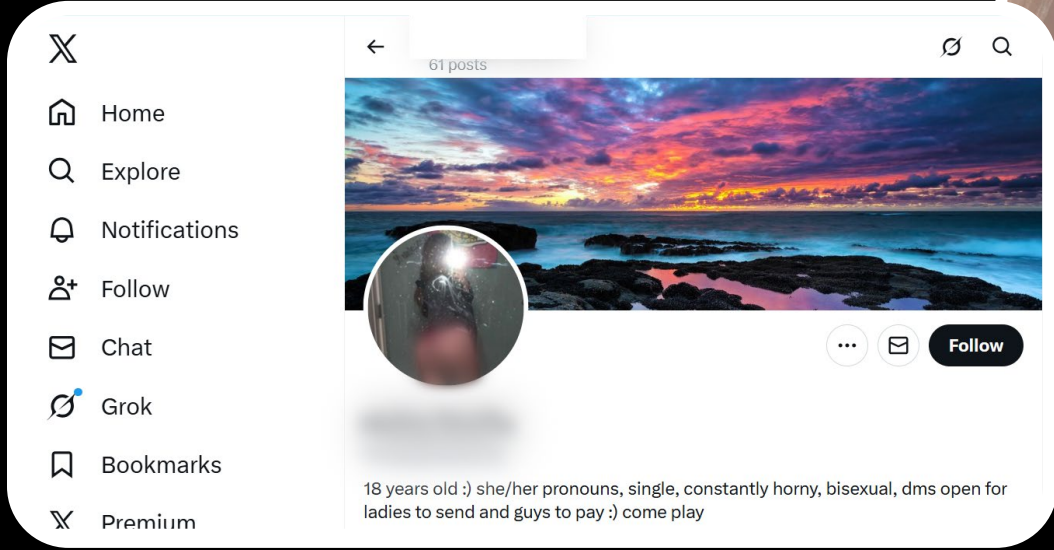 61 posts
Home
Explore
Notifications
Follow
Chat
Grok
Bookmarks
Premium
Follow
18 years old :) she/her pronouns, single, constantly horny, bisexual, dms open for
ladies to send and guys to pay :) come play